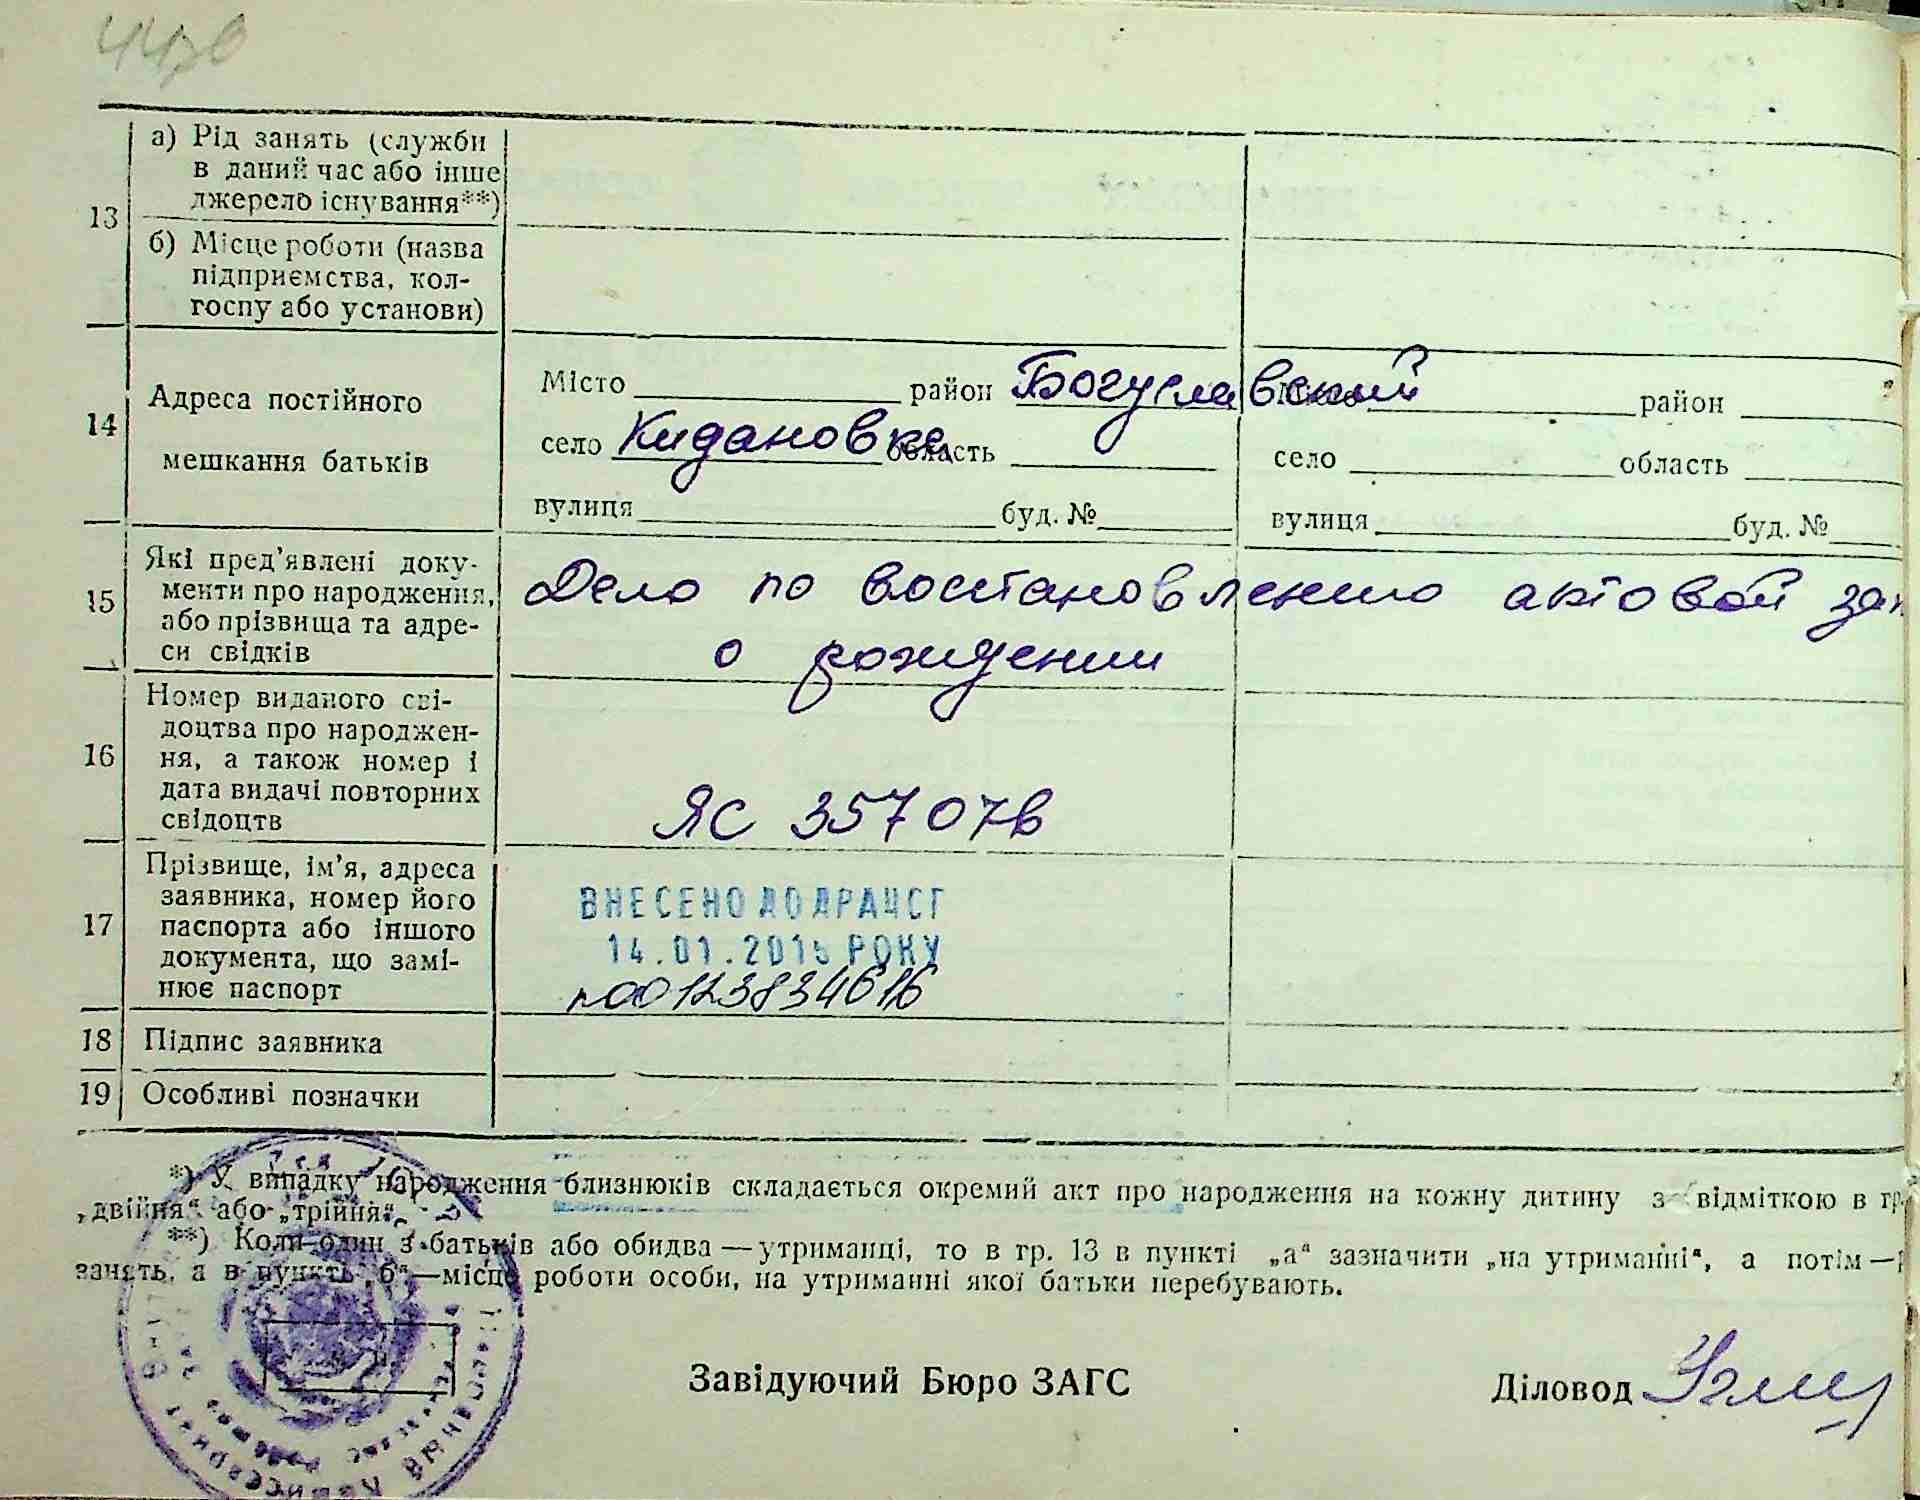 13
а) Рід занять (служби
в даний час або інше
джерело існування**)
б) Місце роботи (назва
підприємства, кол-
госпу або установи)
14
Адреса постійного
мешкання батьків
Місто район Богуславский
село Кидановка область
вулиця буд. №
Місто район
село область
вулиця буд. №
15
Які пред'явлені доку-
менти про народження,
або прізвища та адре-
си свідків
Дело по восстановлению актовой зап
о рождении
16
Номер виданого сві-
доцтва про народжен-
ня, а також номер і
дата видачі повторних
свідоцтв
ЯС 357076
17
Прізвище, ім'я, адреса
заявника, номер його
паспорта або іншого
документа, що замі-
нює паспорт
ВНЕСЕНО ДО ДРАЦСГ
14.01.2015 РОКУ
n00123834616
18 Підпис заявника
19 Особливі позначки
*) У випадку народження близнюків складається окремий акт про народження на кожну дитину з відміткою в гр
„двійня“ або „трійня“.
**) Коли один з батьків або обидва — утриманці, то в гр. 13 в пункті „а“ зазначити „на утриманні“, а потім —
занять, а в пункті „б“ — місце роботи особи, на утриманні якої батьки перебувають.
Завідуючий Бюро ЗАГС
Діловод